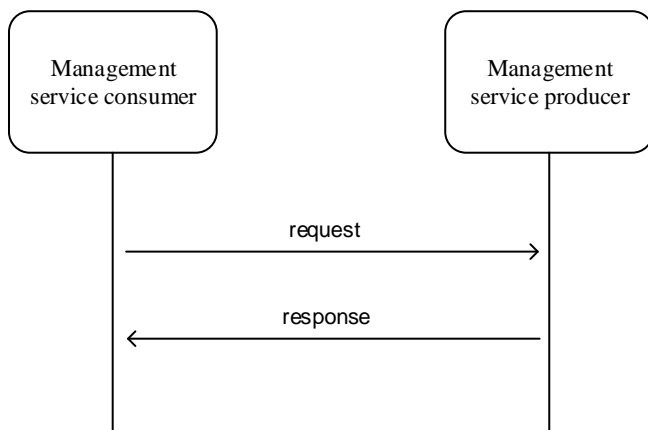 Management
service consumer
Management
service producer
request
response